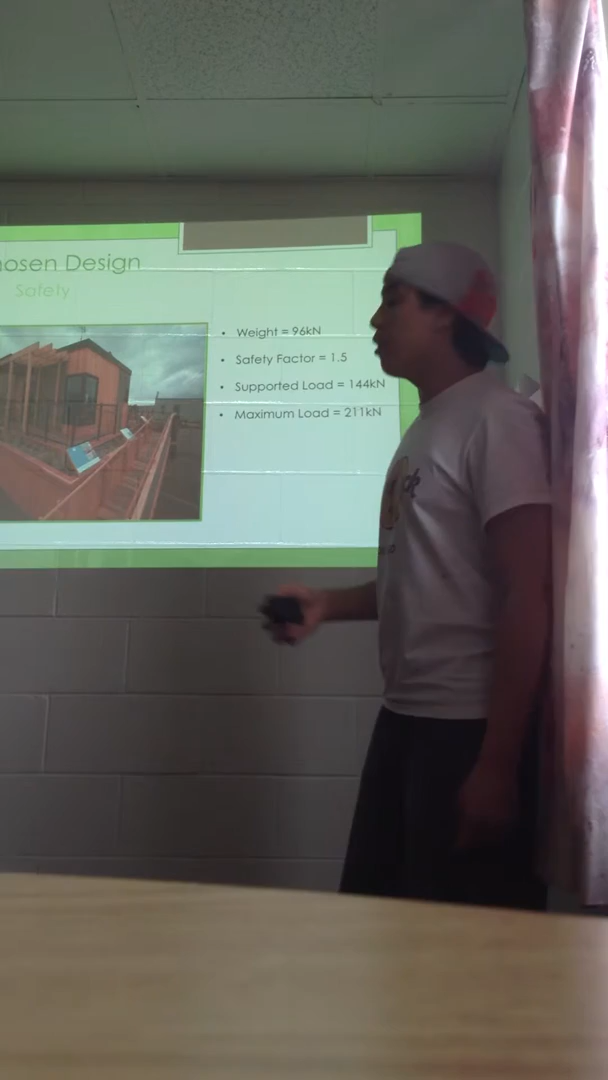 hosen Design
Safety
• Weight = 96kN
• Safety Factor = 1.5
• Supported Load = 144kN
• Maximum Load = 211kN